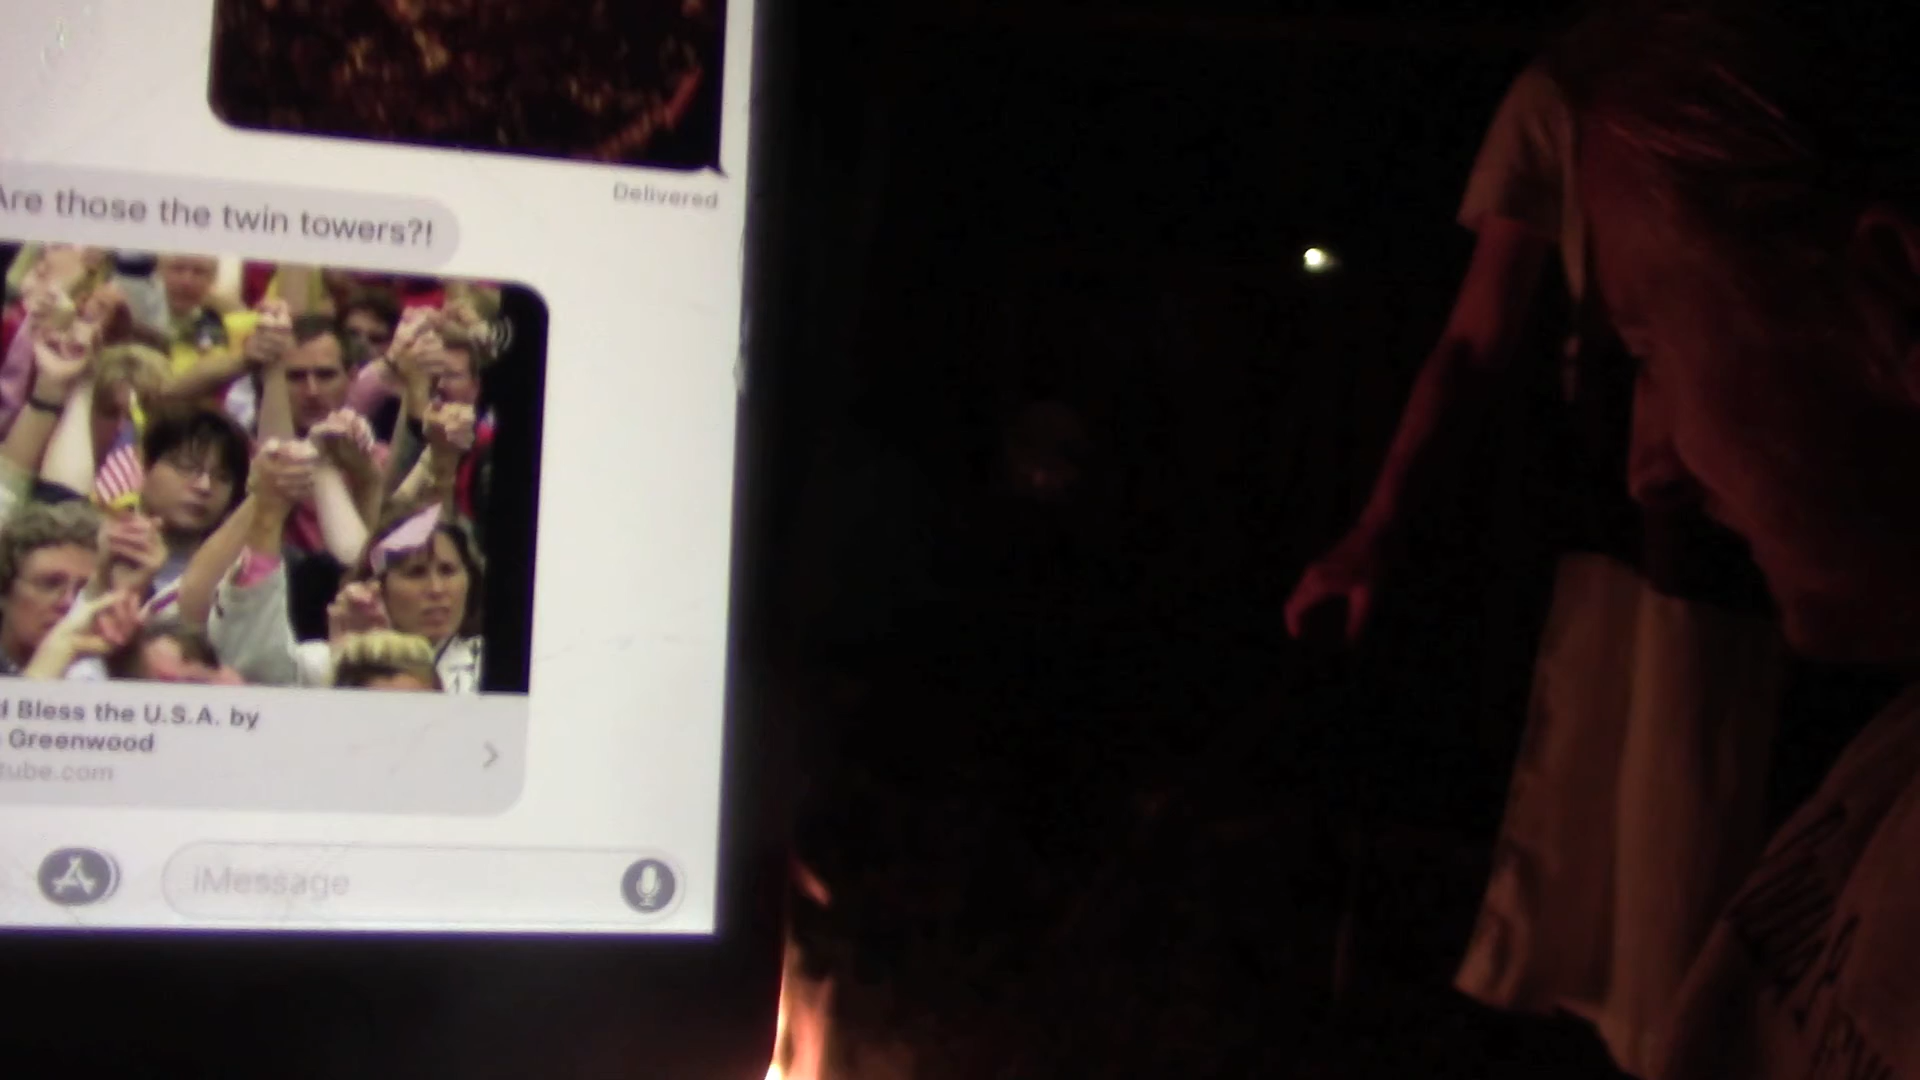 Delivered
Are those the twin towers?!
d Bless the U.S.A. by
Greenwood
tube.com
iMessage